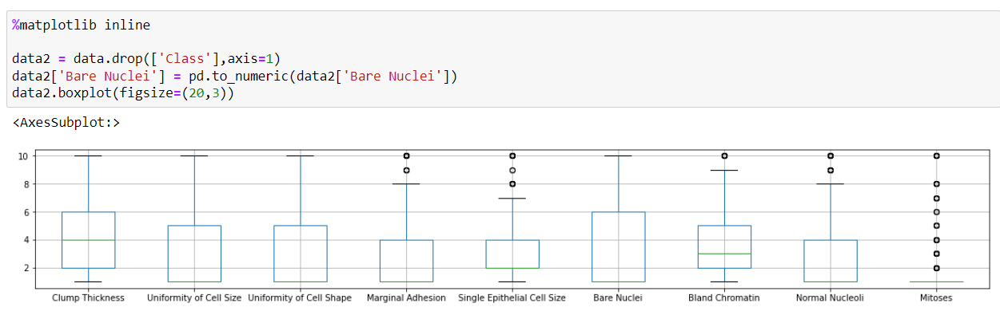 %matplotlib inline
data2 = data.drop(['Class'],axis=1)
data2['Bare Nuclei'] = pd.to_numeric(data2['Bare Nuclei'])
data2.boxplot(figsize=(20,3))
<AxesSubplot:>
10
8
6
4
2
Clump Thickness Uniformity of Cell Size Uniformity of Cell Shape Marginal Adhesion Single Epithelial Cell Size Bare Nuclei Bland Chromatin Normal Nucleoli Mitoses